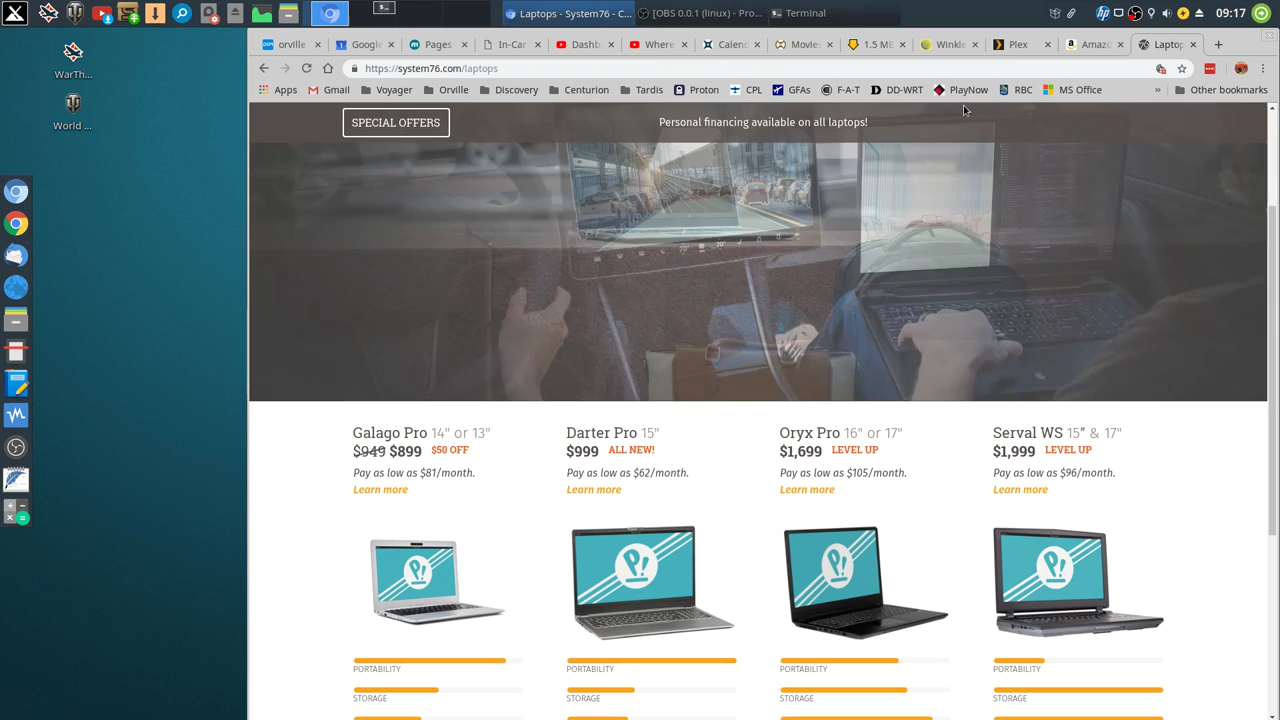 Laptops - System76 - C...
[OBS 0.0.1 (linux) - Pro...
Terminal
09:17
WarTh...
World ...
orville
Google
Pages
In-Car
Dashb
Where
Calend
Movies
1.5 ME
Winkle
Plex
Amazo
Laptop
https://system76.com/laptops
Apps Gmail Voyager Orville Discovery Centurion Tardis Proton CPL GFAs F-A-T DD-WRT PlayNow RBC MS Office » Other bookmarks
SPECIAL OFFERS
Personal financing available on all laptops!
Galago Pro 14" or 13"
$949 $899 $50 OFF
Pay as low as $81/month.
Learn more
PORTABILITY
STORAGE
Darter Pro 15"
$999 ALL NEW!
Pay as low as $62/month.
Learn more
PORTABILITY
STORAGE
Oryx Pro 16" or 17"
$1,699 LEVEL UP
Pay as low as $105/month.
Learn more
PORTABILITY
STORAGE
Serval WS 15” & 17"
$1,999 LEVEL UP
Pay as low as $96/month.
Learn more
PORTABILITY
STORAGE